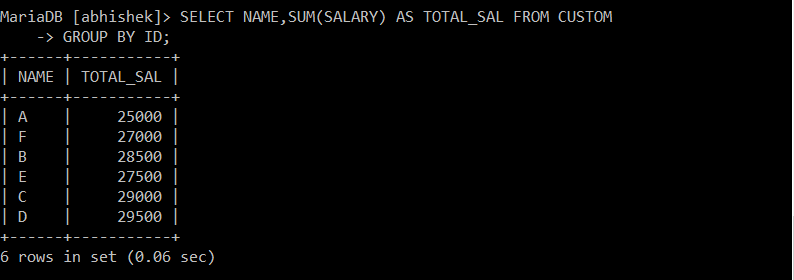 MariaDB [abhishek]> SELECT NAME,SUM(SALARY) AS TOTAL_SAL FROM CUSTOM
    -> GROUP BY ID;
+------+-----------+
| NAME | TOTAL_SAL |
+------+-----------+
| A    |     25000 |
| F    |     27000 |
| B    |     28500 |
| E    |     27500 |
| C    |     29000 |
| D    |     29500 |
+------+-----------+
6 rows in set (0.06 sec)